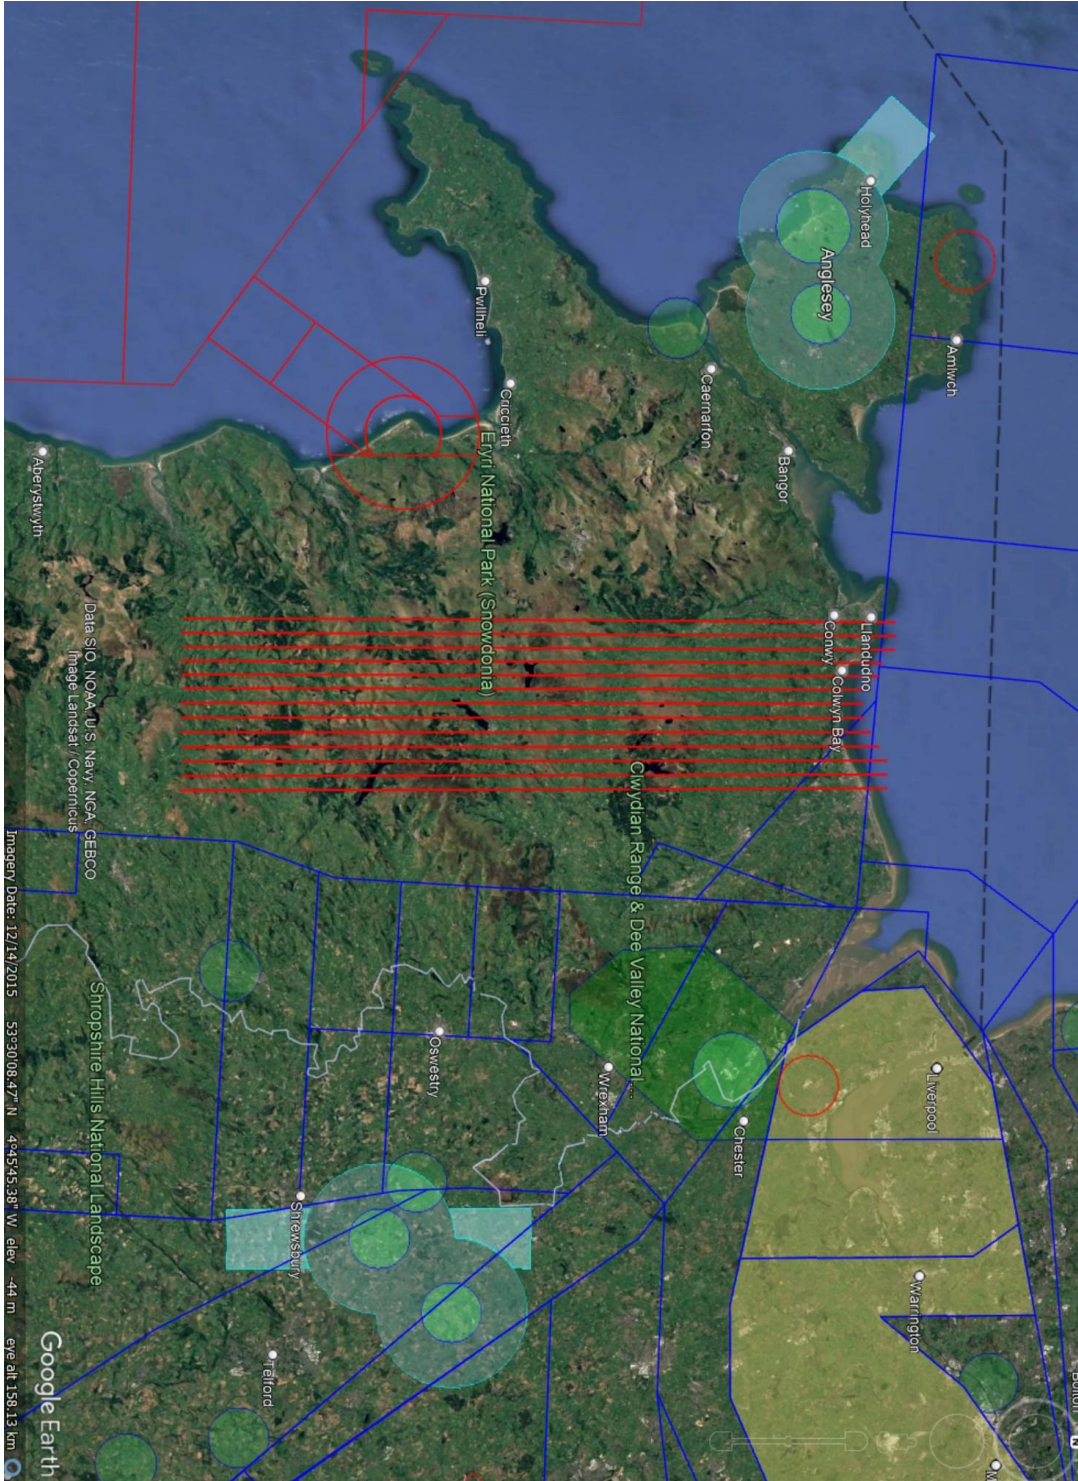 Holyhead
Anglesey
Amlwch
Pwllheli
Criccieth
Caernarfon
Bangor
Eryri National Park (Snowdonia)
Llandudno
Conwy
Colwyn Bay
Aberystwyth
Clwydian Range & Dee Valley National ...
Liverpool
Wrexham
Chester
Oswestry
Warrington
Shrewsbury
Telford
Bolton
N
M
Shropshire Hills National Landscape
Data SIO, NOAA, U.S. Navy, NGA, GEBCO
Image Landsat / Copernicus
Google Earth
Imagery Date: 12/14/2015 53°30'08.47" N 4°45'45.38" W elev -44 m eye alt 158.13 km